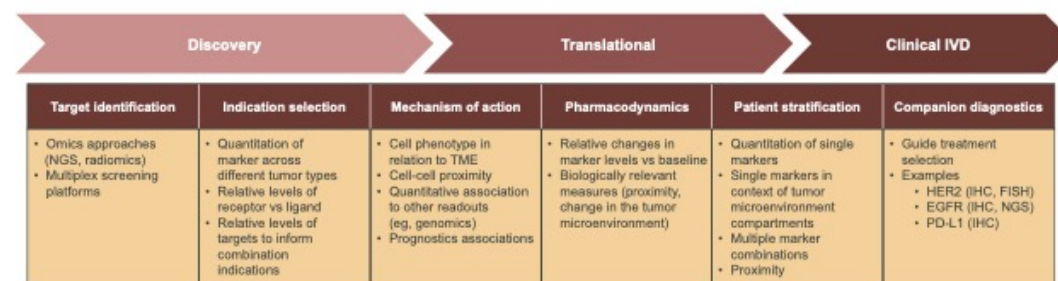 Discovery
Translational
Clinical IVD
Target identification
• Omics approaches
(NGS, radiomics)
• Multiplex screening
platforms
Indication selection
• Quantitation of
marker across
different tumor types
• Relative levels of
receptor vs ligand
• Relative levels of
targets to inform
combination
indications
Mechanism of action
• Cell phenotype in
relation to TME
• Cell-cell proximity
• Quantitative association
to other readouts
(eg, genomics)
• Prognostics associations
Pharmacodynamics
• Relative changes in
marker levels vs baseline
• Biologically relevant
measures (proximity,
change in the tumor
microenvironment)
Patient stratification
• Quantitation of single
markers
• Single markers in
context of tumor
microenvironment
compartments
• Multiple marker
combinations
• Proximity
Companion diagnostics
• Guide treatment
selection
• Examples
• HER2 (IHC, FISH)
• EGFR (IHC, NGS)
• PD-L1 (IHC)